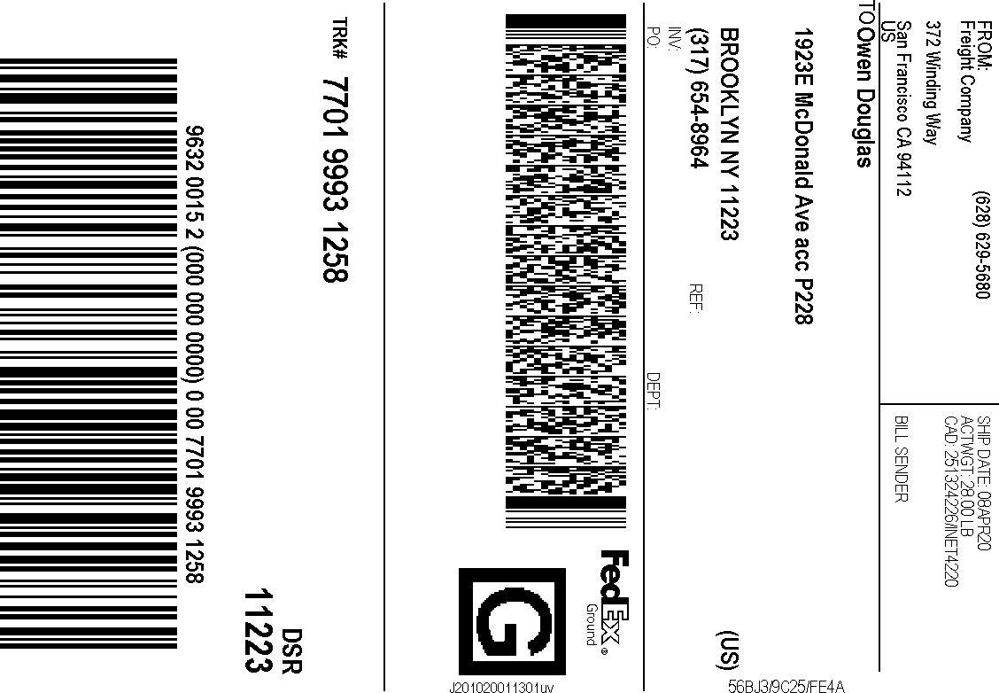 FROM:
Freight Company (628) 629-5680
372 Winding Way
San Francisco CA 94112
US
SHIP DATE: 08APR20
ACTWGT: 28.00 LB
CAD: 251324226/INET4220
BILL SENDER
TO Owen Douglas
1923E McDonald Ave acc P228
BROOKLYN NY 11223 (US)
(317) 654-8964 REF:
INV:
PO: DEPT:
56BJ3/9C25/FE4A
FedEx®
Ground
G
J201020011301uv
TRK# 7701 9993 1258
DSR
11223
9632 0015 2 (000 000 0000) 0 00 7701 9993 1258